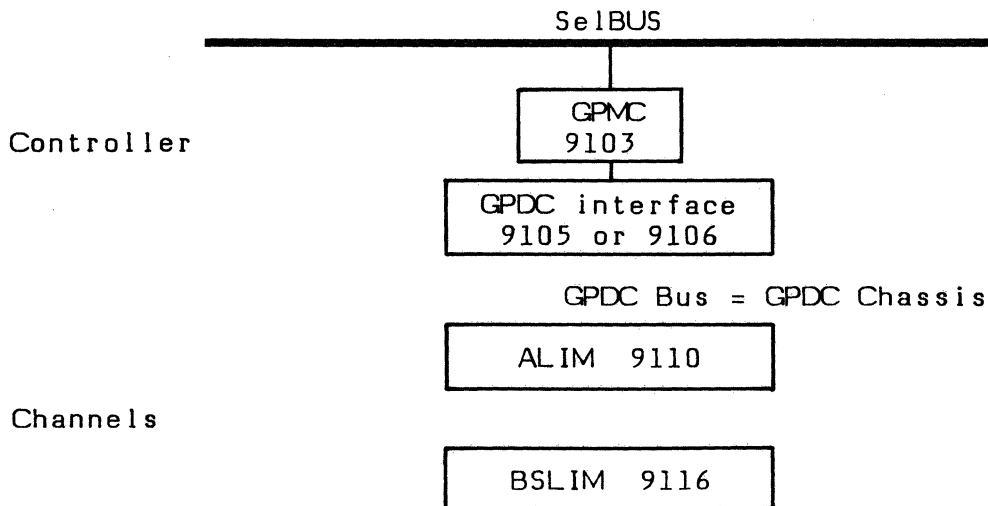 SelBUS
GPMC
Controller
9103
GPDC interface
9105 or 9106
GPDC Bus = GPDC Chassis
ALIM 9110
Channels
BSLIM 9116